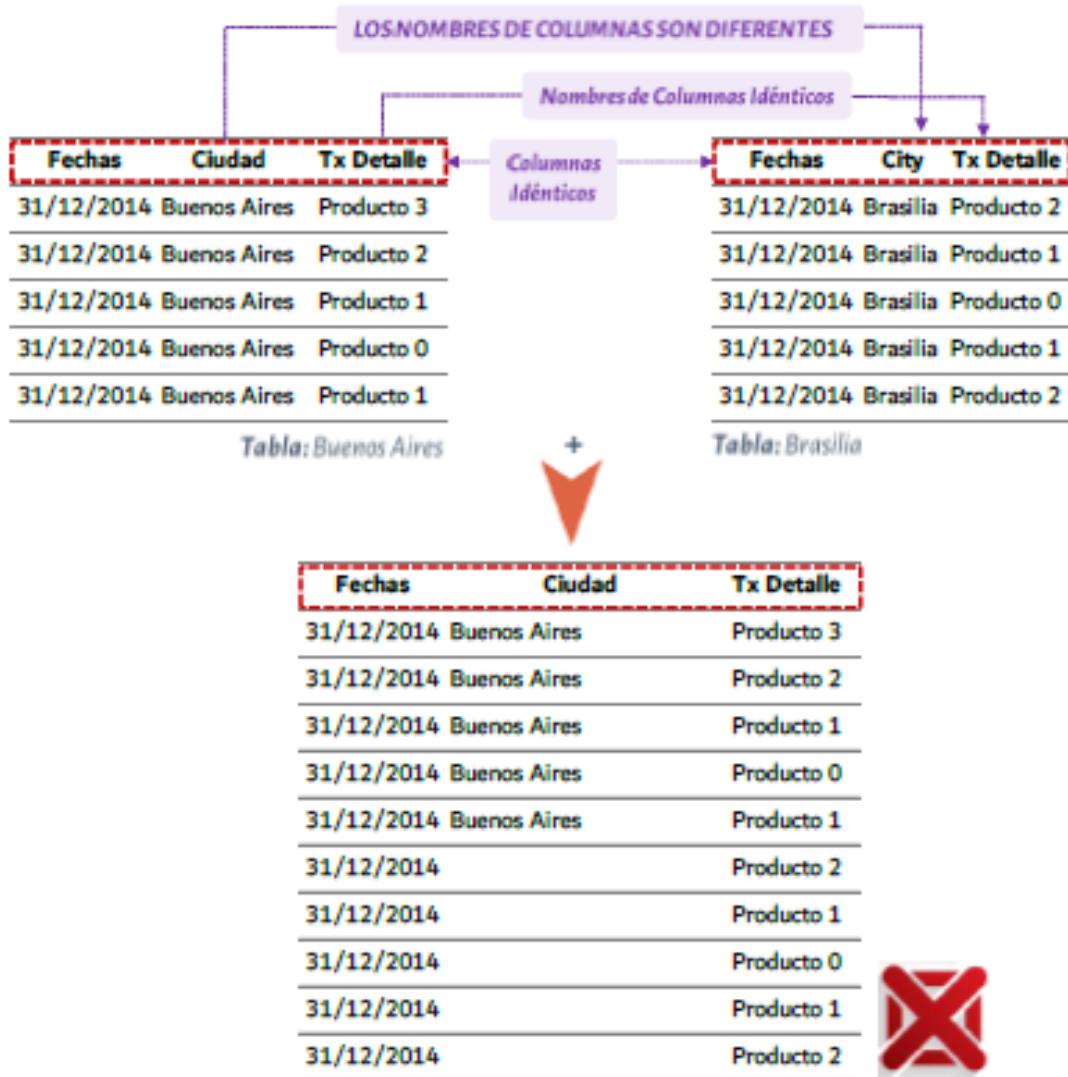 LOS NOMBRES DE COLUMNAS SON DIFERENTES
Nombres de Columnas Idénticos
Columnas
Idénticos
Fechas Ciudad Tx Detalle
31/12/2014 Buenos Aires Producto 3
31/12/2014 Buenos Aires Producto 2
31/12/2014 Buenos Aires Producto 1
31/12/2014 Buenos Aires Producto 0
31/12/2014 Buenos Aires Producto 1
Tabla: Buenos Aires
Fechas City Tx Detalle
31/12/2014 Brasilia Producto 2
31/12/2014 Brasilia Producto 1
31/12/2014 Brasilia Producto 0
31/12/2014 Brasilia Producto 1
31/12/2014 Brasilia Producto 2
Tabla: Brasilia
+
Fechas Ciudad Tx Detalle
31/12/2014 Buenos Aires Producto 3
31/12/2014 Buenos Aires Producto 2
31/12/2014 Buenos Aires Producto 1
31/12/2014 Buenos Aires Producto 0
31/12/2014 Buenos Aires Producto 1
31/12/2014 Producto 2
31/12/2014 Producto 1
31/12/2014 Producto 0
31/12/2014 Producto 1
31/12/2014 Producto 2